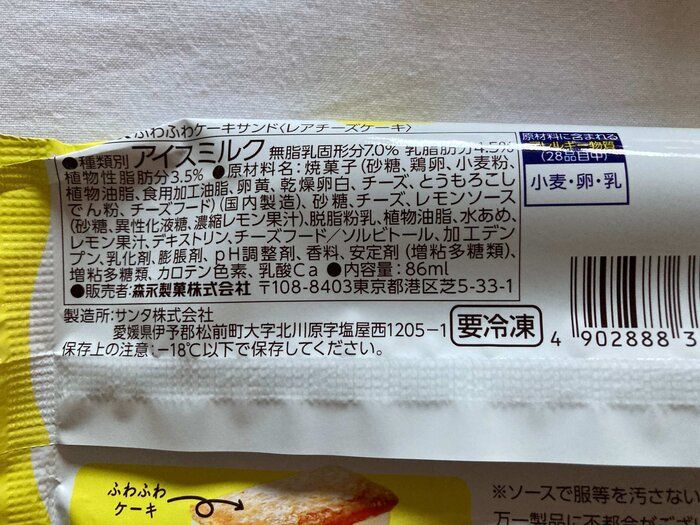 ふわふわケーキサンド〈レアチーズケーキ〉
●種類別 アイスミルク 無脂乳固形分7.0% 乳脂肪分4.5%
植物性脂肪分3.5% ●原材料名:焼菓子(砂糖、鶏卵、小麦粉、
植物油脂、食用加工油脂、卵黄、乾燥卵白、チーズ、とうもろこし
でん粉、チーズフード)(国内製造)、砂糖、チーズ、レモンソース
(砂糖、異性化液糖、濃縮レモン果汁)、脱脂粉乳、植物油脂、水あめ、
レモン果汁、デキストリン、チーズフード/ソルビトール、加工デン
プン、乳化剤、膨脹剤、pH調整剤、香料、安定剤(増粘多糖類)、
増粘多糖類、カロテン色素、乳酸Ca ●内容量:86ml
●販売者:森永製菓株式会社 〒108-8403東京都港区芝5-33-1
製造所:サンタ株式会社
愛媛県伊予郡松前町大字北川原字塩屋西1205-1
保存上の注意:-18℃以下で保存してください。
要冷凍
原材料に含まれる
アレルギー物質
(28品目中)
小麦・卵・乳
4 902888 3
ふわふわ
ケーキ
※ソースで服等を汚さない
万一製品に不都合がござ